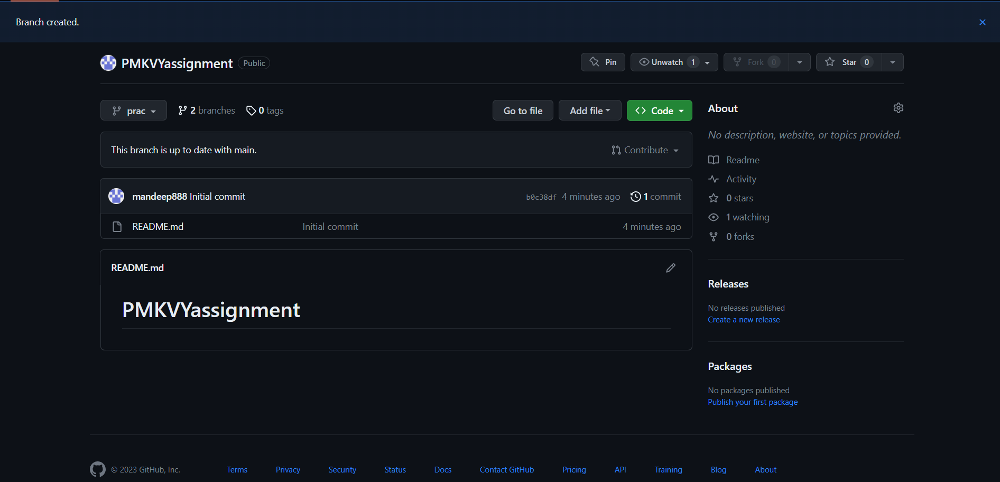 Branch created.
PMKVYassignment Public
Pin
Unwatch 1
Fork 0
Star 0
prac
2 branches
0 tags
Go to file
Add file
Code
This branch is up to date with main.
Contribute
mandeep888 Initial commit
b0c38df 4 minutes ago
1 commit
README.md
Initial commit
4 minutes ago
README.md
PMKVYassignment
About
No description, website, or topics provided.
Readme
Activity
0 stars
1 watching
0 forks
Releases
No releases published
Create a new release
Packages
No packages published
Publish your first package
© 2023 GitHub, Inc.
Terms
Privacy
Security
Status
Docs
Contact GitHub
Pricing
API
Training
Blog
About